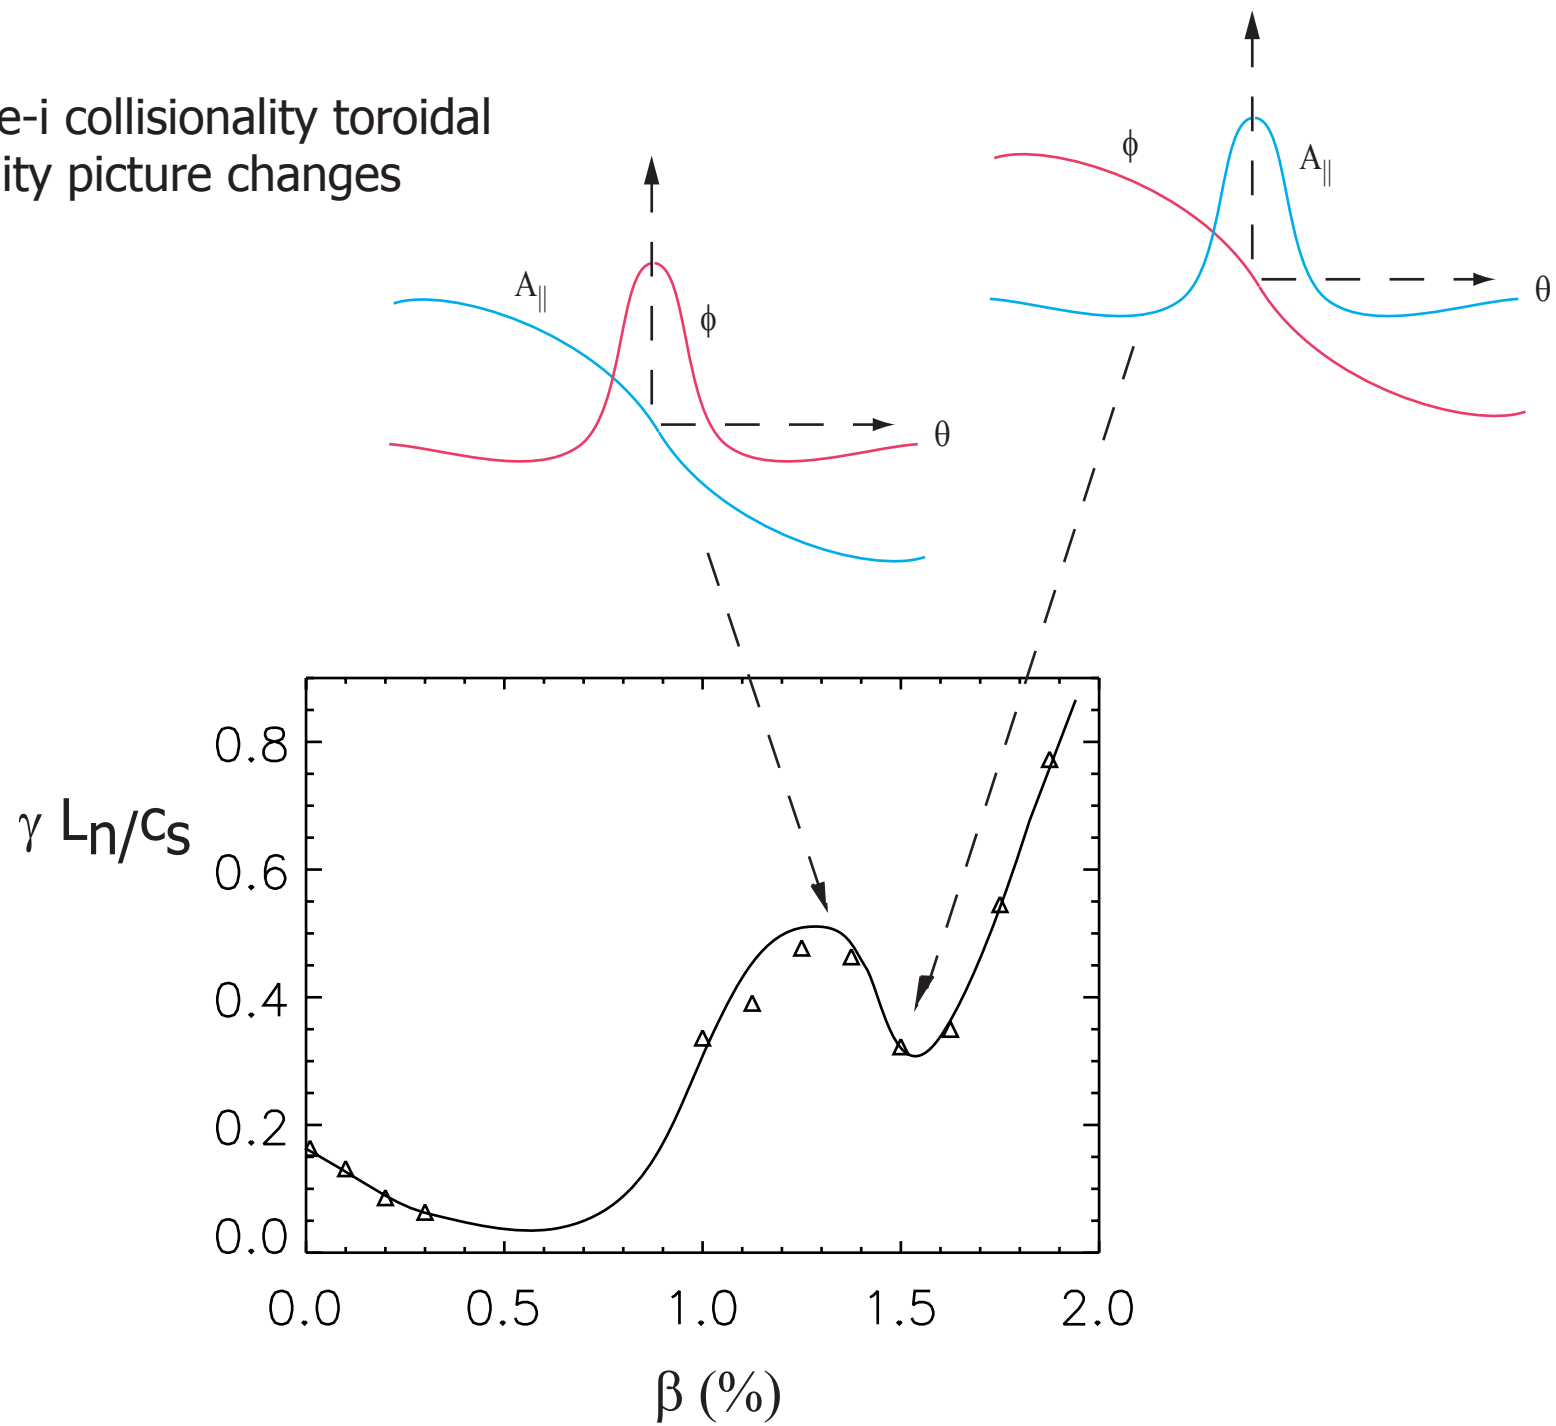 e-i collisionality toroidal
ity picture changes
ϕ
A||
θ
A||
ϕ
θ
γ Ln/cs
0.8
0.6
0.4
0.2
0.0
0.0 0.5 1.0 1.5 2.0
β (%)